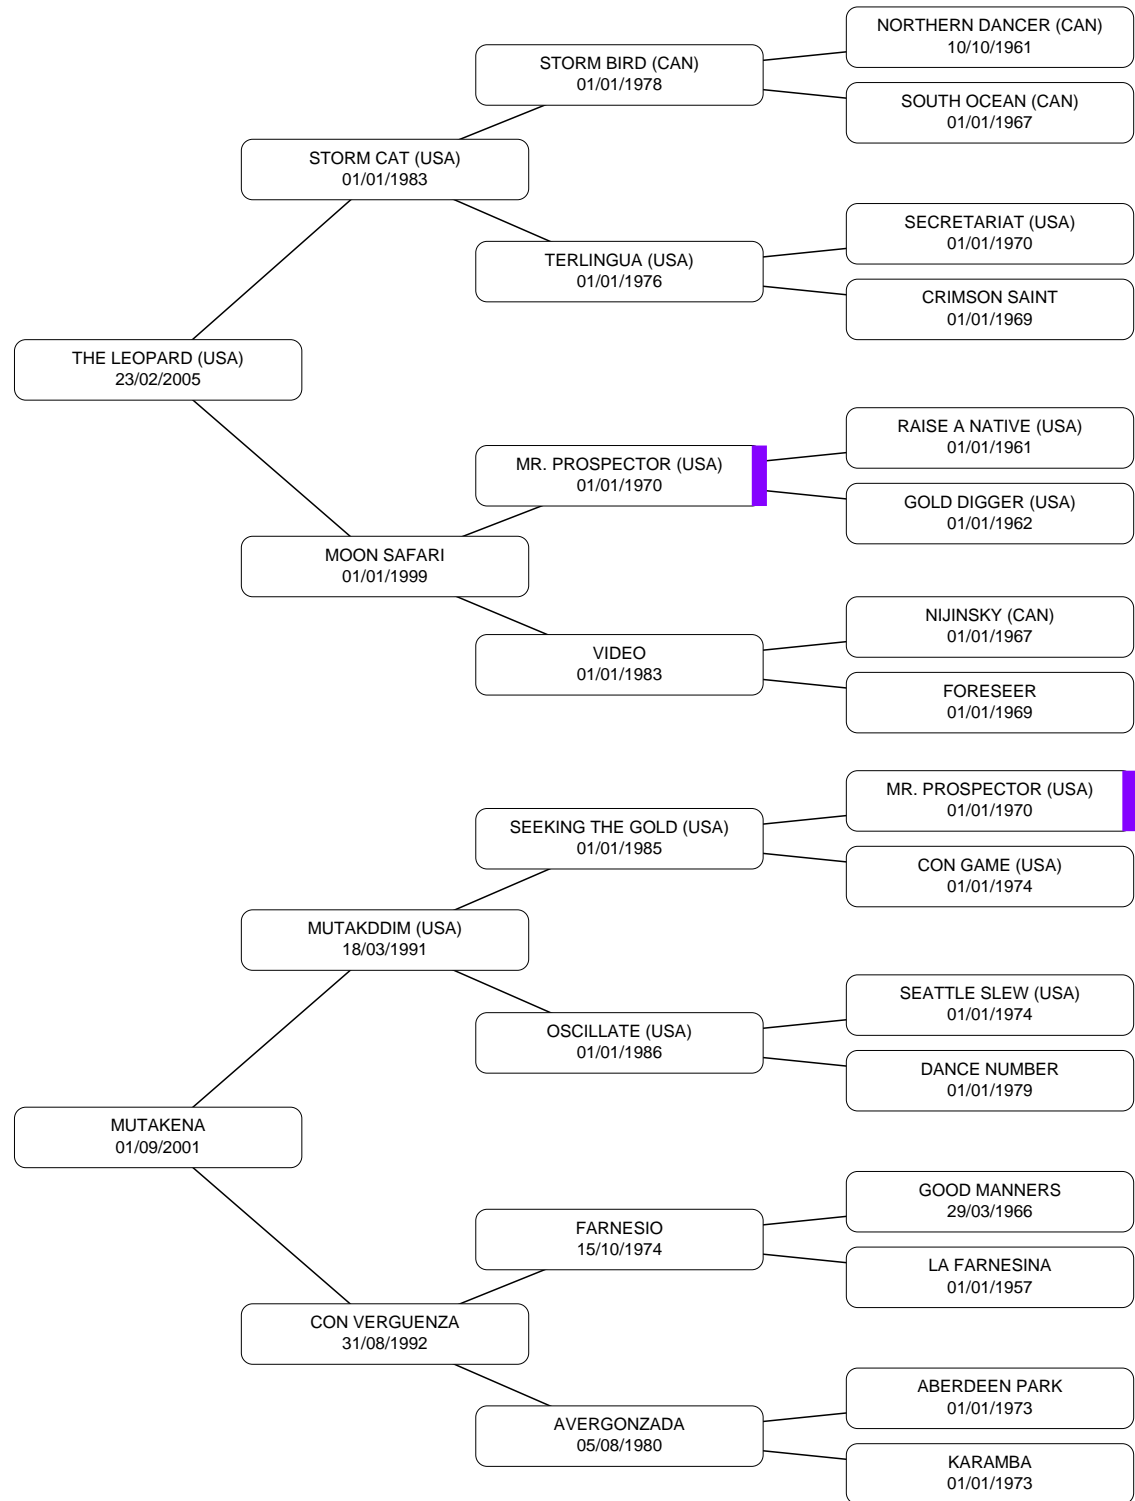 NORTHERN DANCER (CAN)
10/10/1961
STORM BIRD (CAN)
01/01/1978
SOUTH OCEAN (CAN)
01/01/1967
STORM CAT (USA)
01/01/1983
SECRETARIAT (USA)
01/01/1970
TERLINGUA (USA)
01/01/1976
CRIMSON SAINT
01/01/1969
THE LEOPARD (USA)
23/02/2005
RAISE A NATIVE (USA)
01/01/1961
MR. PROSPECTOR (USA)
01/01/1970
GOLD DIGGER (USA)
01/01/1962
MOON SAFARI
01/01/1999
NIJINSKY (CAN)
01/01/1967
VIDEO
01/01/1983
FORESEER
01/01/1969
MR. PROSPECTOR (USA)
01/01/1970
SEEKING THE GOLD (USA)
01/01/1985
CON GAME (USA)
01/01/1974
MUTAKDDIM (USA)
18/03/1991
SEATTLE SLEW (USA)
01/01/1974
OSCILLATE (USA)
01/01/1986
DANCE NUMBER
01/01/1979
MUTAKENA
01/09/2001
GOOD MANNERS
29/03/1966
FARNESIO
15/10/1974
LA FARNESINA
01/01/1957
CON VERGUENZA
31/08/1992
ABERDEEN PARK
01/01/1973
AVERGONZADA
05/08/1980
KARAMBA
01/01/1973